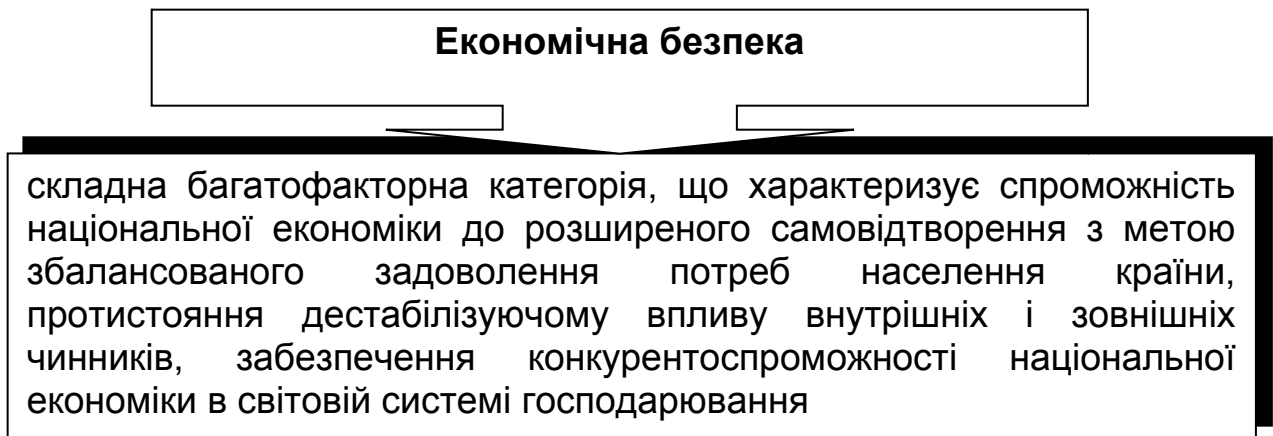 Економічна безпека
складна багатофакторна категорія, що характеризує спроможність
національної економіки до розширеного самовідтворення з метою
збалансованого задоволення потреб населення країни,
протистояння дестабілізуючому впливу внутрішніх і зовнішніх
чинників, забезпечення конкурентоспроможності національної
економіки в світовій системі господарювання